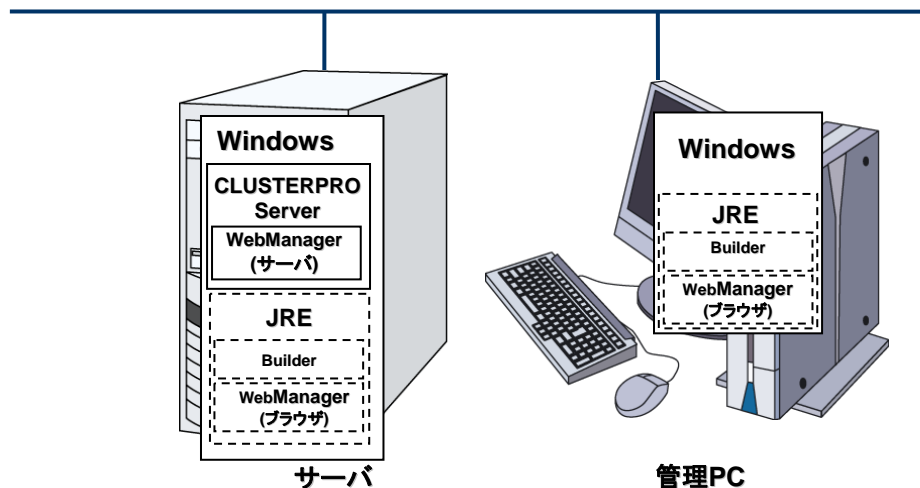 Windows
CLUSTERPRO
Server
WebManager
(サーバ)
JRE
Builder
WebManager
(ブラウザ)
サーバ
Windows
JRE
Builder
WebManager
(ブラウザ)
管理PC